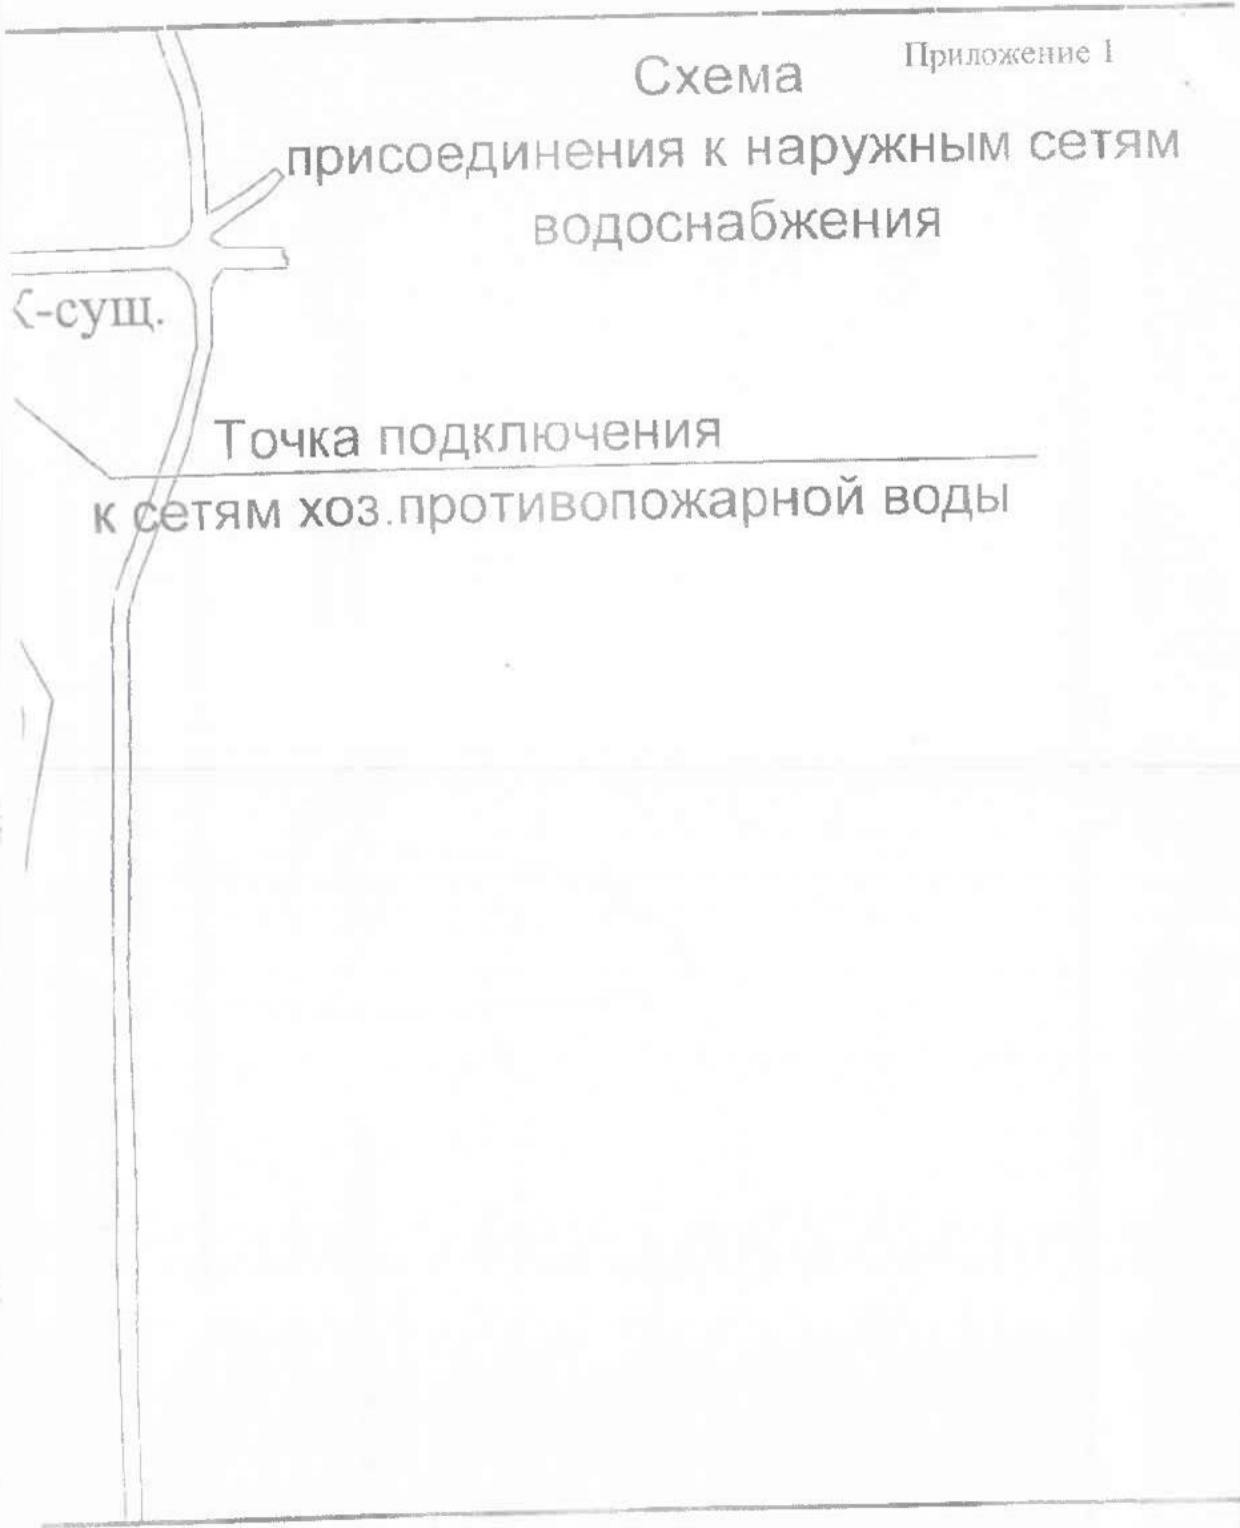 Приложение 1
Схема
присоединения к наружным сетям
водоснабжения
-сущ.
Точка подключения
к сетям хоз.противопожарной воды